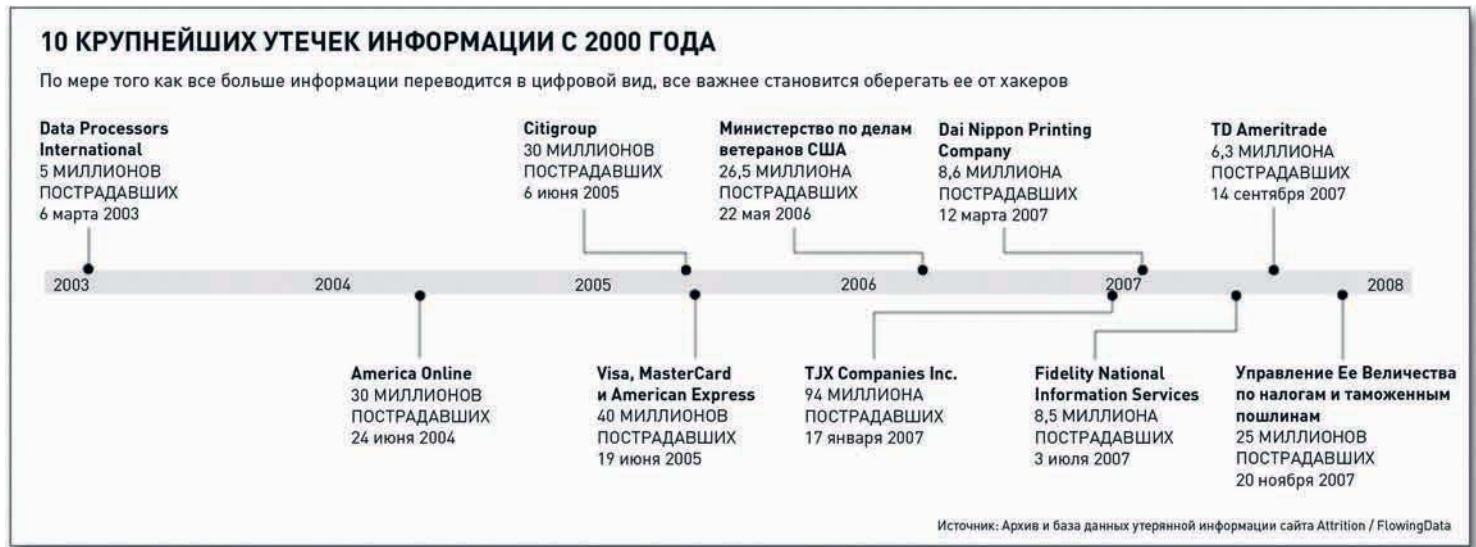 10 КРУПНЕЙШИХ УТЕЧЕК ИНФОРМАЦИИ С 2000 ГОДА
По мере того как все больше информации переводится в цифровой вид, все важнее становится оберегать ее от хакеров
Data Processors
International
5 МИЛЛИОНОВ
ПОСТРАДАВШИХ
6 марта 2003
Citigroup
30 МИЛЛИОНОВ
ПОСТРАДАВШИХ
6 июня 2005
Министерство по делам
ветеранов США
26,5 МИЛЛИОНА
ПОСТРАДАВШИХ
22 мая 2006
Dai Nippon Printing
Company
8,6 МИЛЛИОНА
ПОСТРАДАВШИХ
12 марта 2007
TD Ameritrade
6,3 МИЛЛИОНА
ПОСТРАДАВШИХ
14 сентября 2007
2003 2004 2005 2006 2007 2008
America Online
30 МИЛЛИОНОВ
ПОСТРАДАВШИХ
24 июня 2004
Visa, MasterCard
и American Express
40 МИЛЛИОНОВ
ПОСТРАДАВШИХ
19 июня 2005
TJX Companies Inc.
94 МИЛЛИОНА
ПОСТРАДАВШИХ
17 января 2007
Fidelity National
Information Services
8,5 МИЛЛИОНА
ПОСТРАДАВШИХ
3 июля 2007
Управление Ее Величества
по налогам и таможенным
пошлинам
25 МИЛЛИОНОВ
ПОСТРАДАВШИХ
20 ноября 2007
Источник: Архив и база данных утерянной информации сайта Attrition / FlowingData